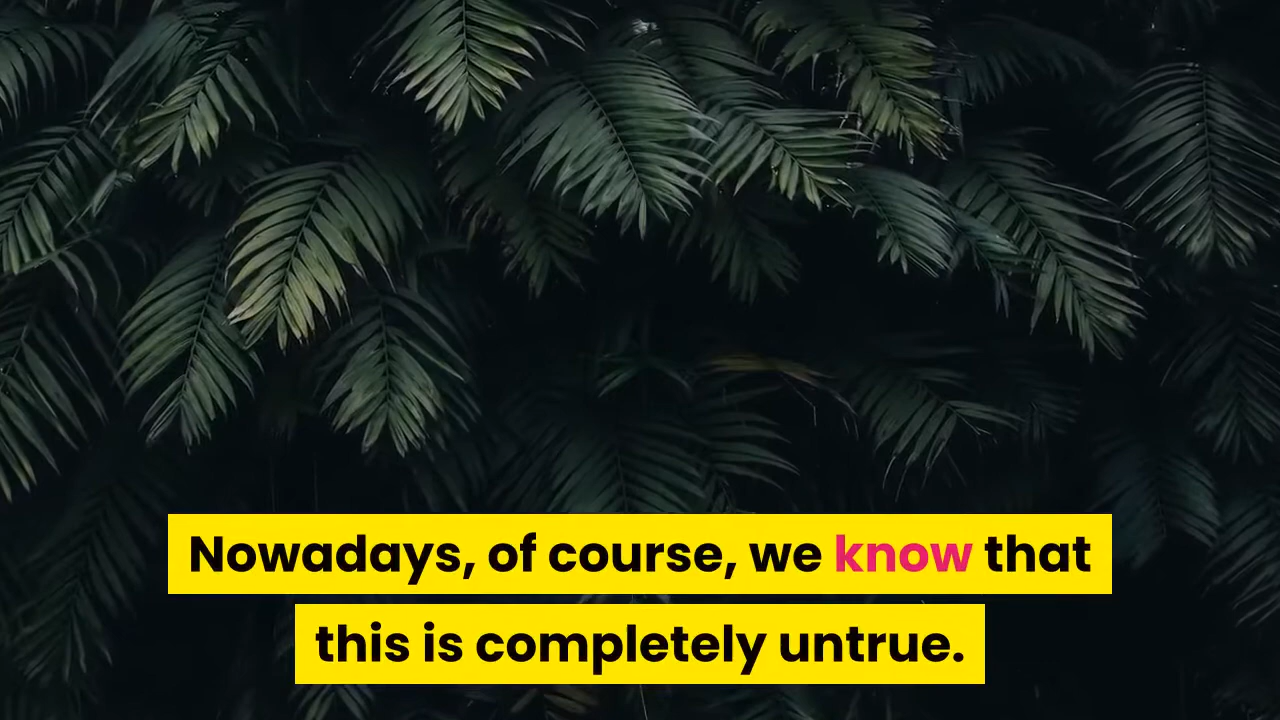 Nowadays, of course, we know that
this is completely untrue.